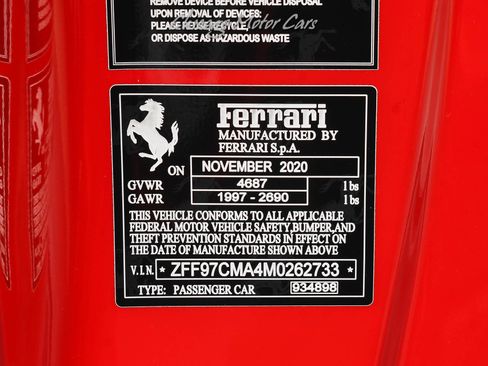 REMOVE DEVICE BEFORE VEHICLE DISPOSAL
UPON REMOVAL OF DEVICES:
PLEASE REUSE, RECYCLE,
OR DISPOSE AS HAZARDOUS WASTE
Motor Cars
Ferrari
MANUFACTURED BY
FERRARI S.p.A.
ON NOVEMBER 2020
GVWR 4687 lbs
GAWR 1997 - 2690 lbs
THIS VEHICLE CONFORMS TO ALL APPLICABLE
FEDERAL MOTOR VEHICLE SAFETY, BUMPER, AND
THEFT PREVENTION STANDARDS IN EFFECT ON
THE DATE OF MANUFACTURE SHOWN ABOVE
V.I.N. * ZFF97CMA4M0262733 *
TYPE: PASSENGER CAR 934898